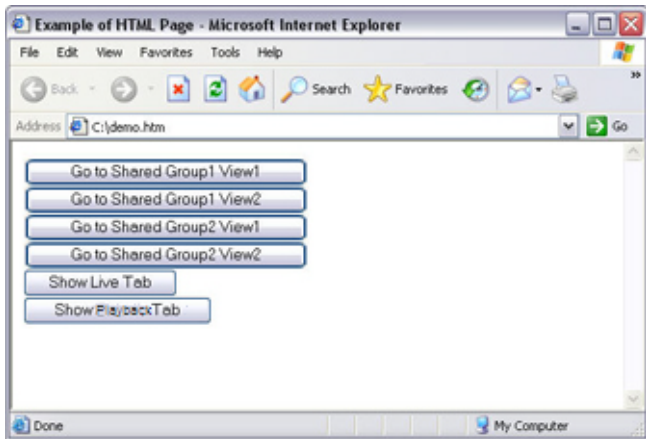 Example of HTML Page - Microsoft Internet Explorer
File Edit View Favorites Tools Help
Back Search Favorites
Address C:\demo.htm Go
Go to Shared Group1 View1
Go to Shared Group1 View2
Go to Shared Group2 View1
Go to Shared Group2 View2
Show Live Tab
Show Playback Tab
Done My Computer